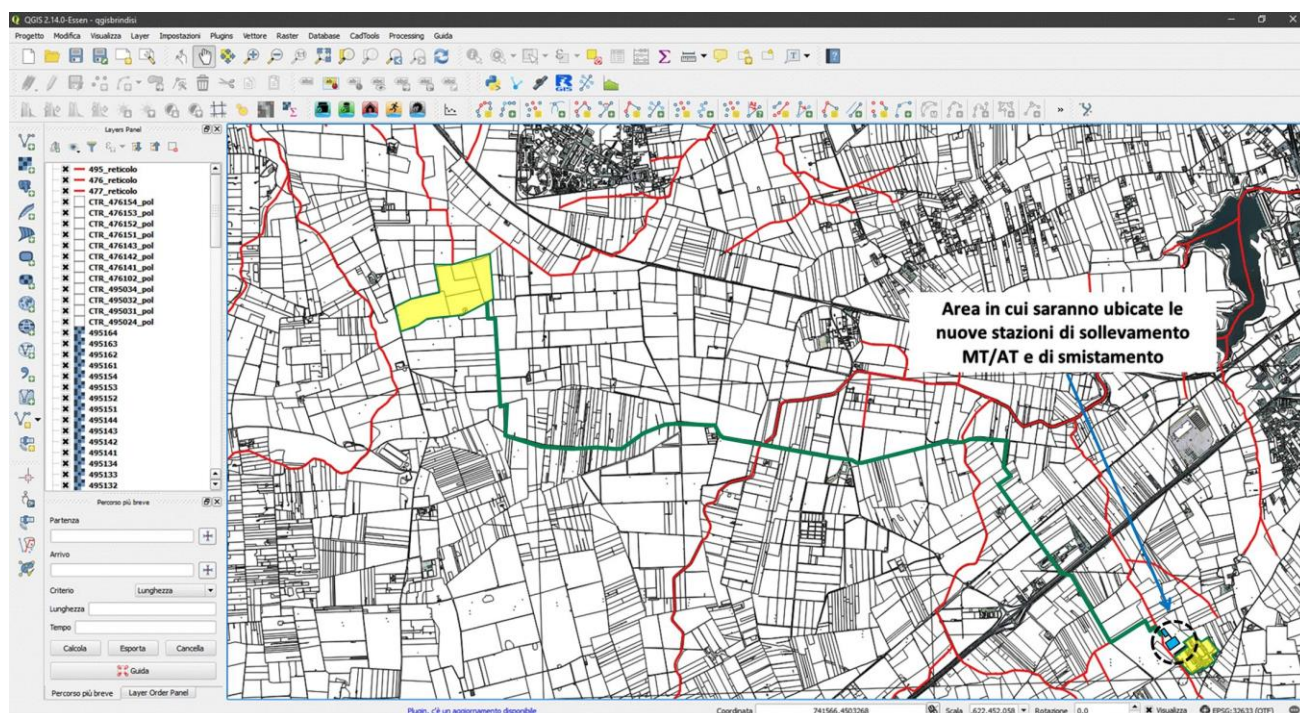 QGIS 2.14.0-Essen - qgisbrindisi
Progetto Modifica Visualizza Layer Impostazioni Plugins Vettore Raster Database CadTools Processing Guida
Layers Panel
495_reticolo
476_reticolo
477_reticolo
CTR_476154_pol
CTR_476153_pol
CTR_476152_pol
CTR_476151_pol
CTR_476143_pol
CTR_476142_pol
CTR_476141_pol
CTR_476102_pol
CTR_495034_pol
CTR_495032_pol
CTR_495031_pol
CTR_495024_pol
495164
495163
495162
495161
495154
495153
495152
495151
495144
495143
495142
495141
495134
495133
495132
Area in cui saranno ubicate le
nuove stazioni di sollevamento
MT/AT e di smistamento
Percorso più breve
Partenza
Arrivo
Criterio Lunghezza
Lunghezza
Tempo
Calcola Esporta Cancella
Guida
Percorso più breve Layer Order Panel
Plugin, c'è un aggiornamento disponibile Coordinata 741566,4503268 Scala .622.452.058 Rotazione 0,0 Visualizza EPSG:32633 (OTF)